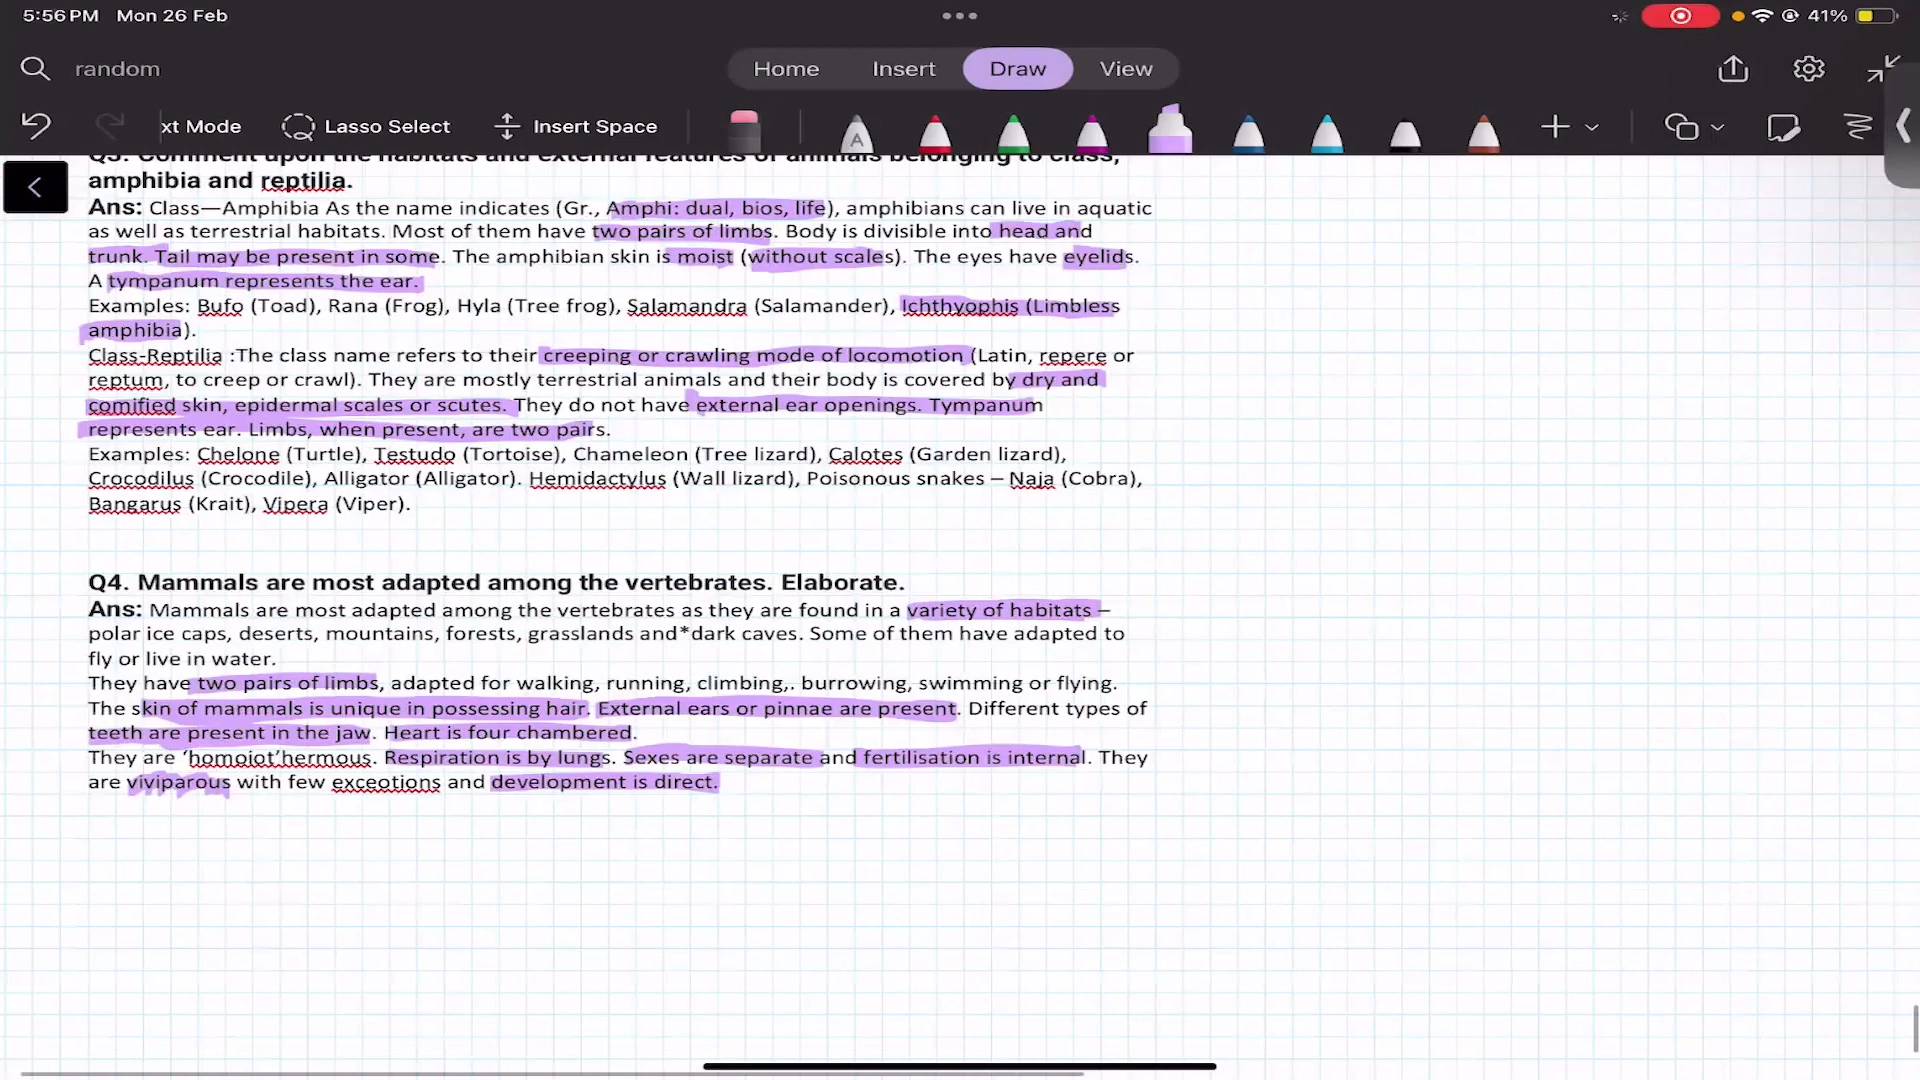 5:56 PM Mon 26 Feb
41%
random
Home Insert Draw View
xt Mode Lasso Select Insert Space
A
Q3. Comment upon the habitats and external features of animals belonging to class,
amphibia and reptilia.
Ans: Class—Amphibia As the name indicates (Gr., Amphi: dual, bios, life), amphibians can live in aquatic
as well as terrestrial habitats. Most of them have two pairs of limbs. Body is divisible into head and
trunk. Tail may be present in some. The amphibian skin is moist (without scales). The eyes have eyelids.
A tympanum represents the ear.
Examples: Bufo (Toad), Rana (Frog), Hyla (Tree frog), Salamandra (Salamander), Ichthyophis (Limbless
amphibia).
Class-Reptilia :The class name refers to their creeping or crawling mode of locomotion (Latin, repere or
reptum, to creep or crawl). They are mostly terrestrial animals and their body is covered by dry and
comified skin, epidermal scales or scutes. They do not have external ear openings. Tympanum
represents ear. Limbs, when present, are two pairs.
Examples: Chelone (Turtle), Testudo (Tortoise), Chameleon (Tree lizard), Calotes (Garden lizard),
Crocodilus (Crocodile), Alligator (Alligator). Hemidactylus (Wall lizard), Poisonous snakes – Naja (Cobra),
Bangarus (Krait), Vipera (Viper).
Q4. Mammals are most adapted among the vertebrates. Elaborate.
Ans: Mammals are most adapted among the vertebrates as they are found in a variety of habitats –
polar ice caps, deserts, mountains, forests, grasslands and*dark caves. Some of them have adapted to
fly or live in water.
They have two pairs of limbs, adapted for walking, running, climbing,. burrowing, swimming or flying.
The skin of mammals is unique in possessing hair. External ears or pinnae are present. Different types of
teeth are present in the jaw. Heart is four chambered.
They are ‘homoiot’hermous. Respiration is by lungs. Sexes are separate and fertilisation is internal. They
are viviparous with few exceotions and development is direct.